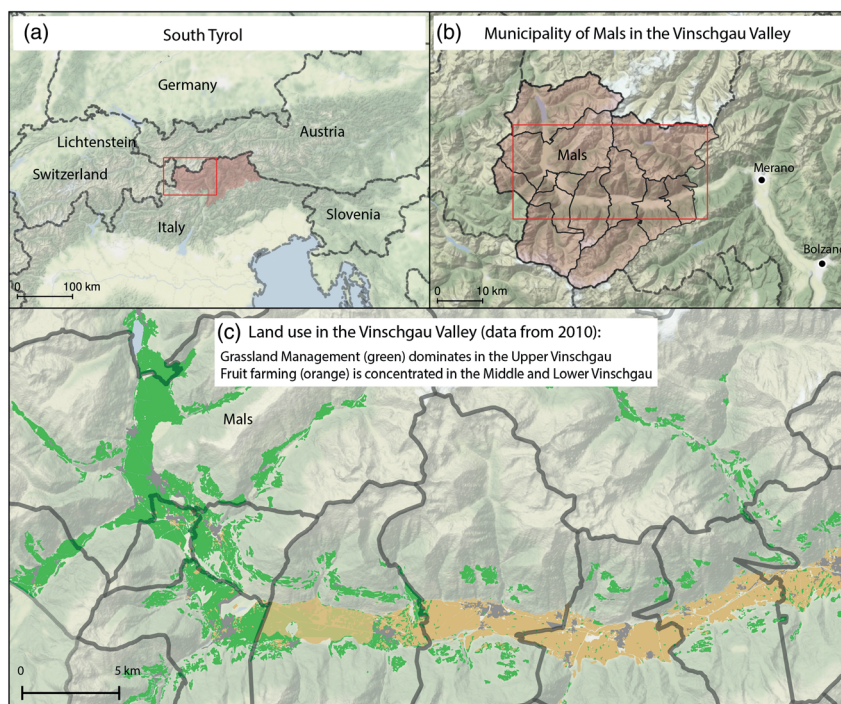 (a)
South Tyrol
Germany
Liechtenstein
Austria
Switzerland
Italy
Slovenia
0
100 km
(b)
Municipality of Mals in the Vinschgau Valley
Mals
Merano
Bolzano
0
10 km
(c) Land use in the Vinschgau Valley (data from 2010):
Grassland Management (green) dominates in the Upper Vinschgau
Fruit farming (orange) is concentrated in the Middle and Lower Vinschgau
Mals
0
5 km